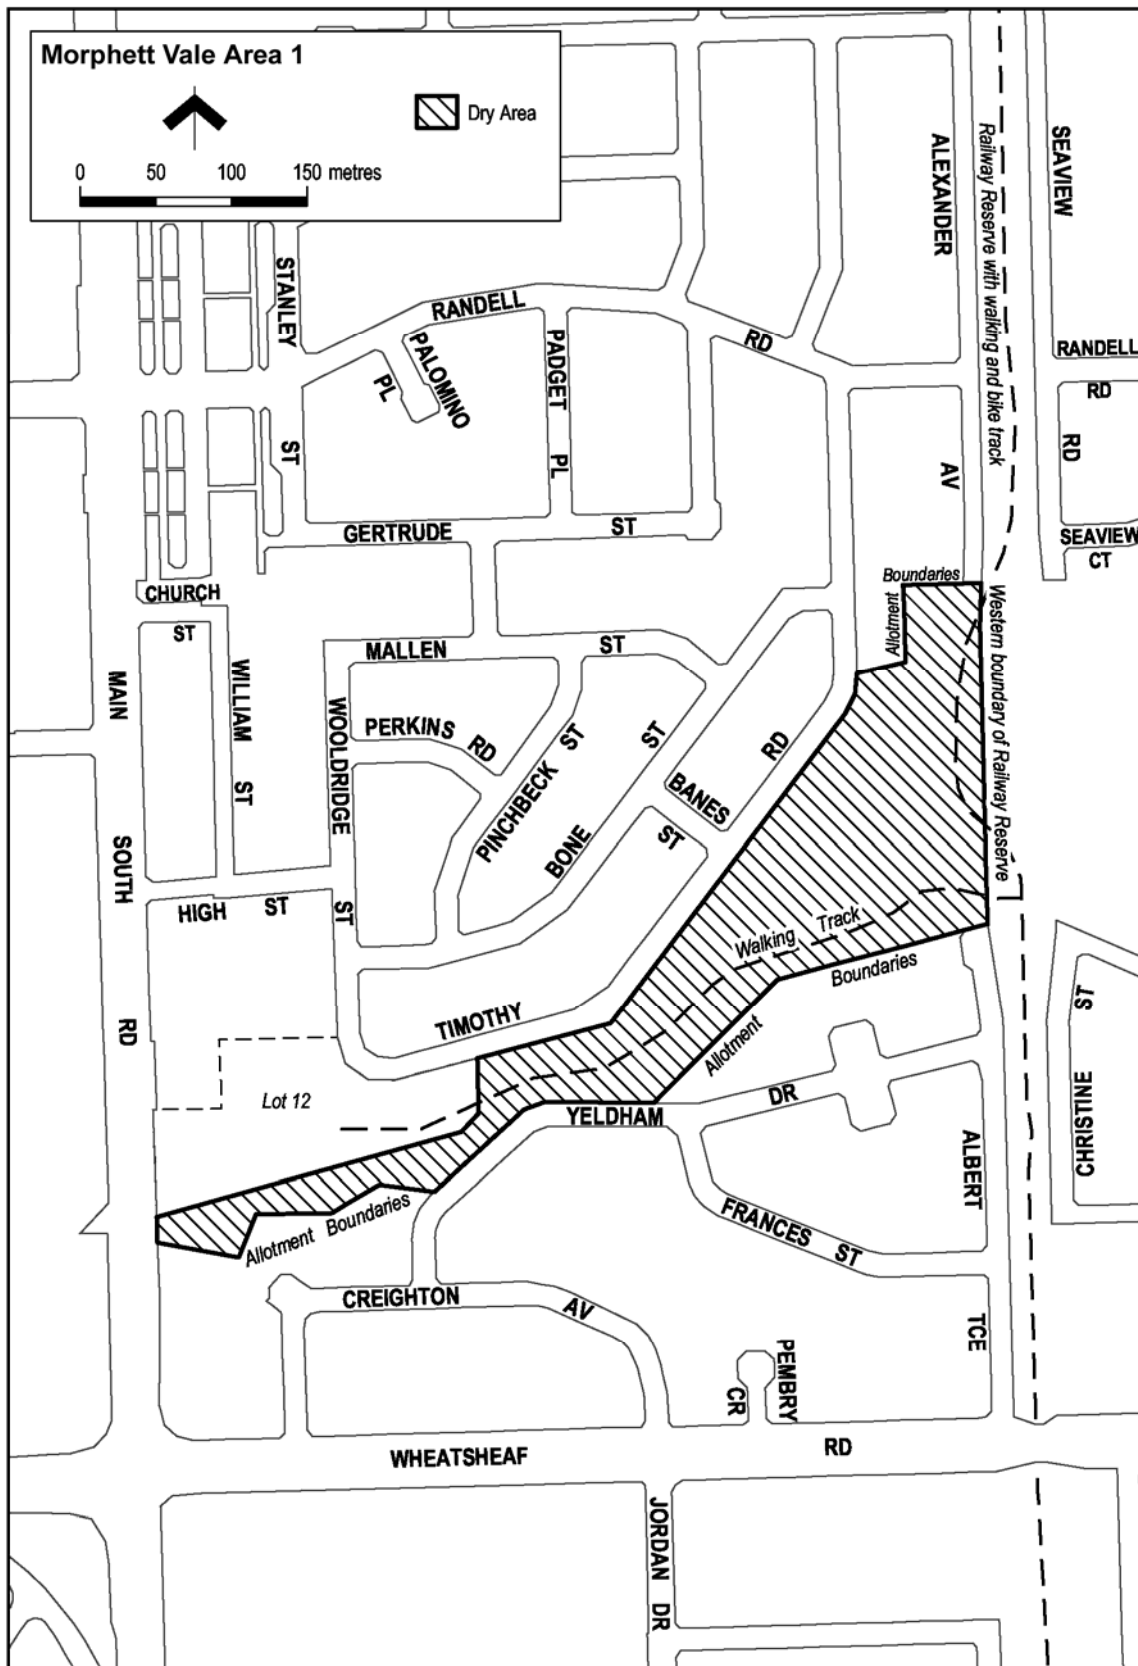 Morphett Vale Area 1
Dry Area
0 50 100 150 metres
SEAVIEW
ALEXANDER
Railway Reserve with walking and bike track
STANLEY
RANDELL
RD
PADGET
PALOMINO
PL
RANDELL
RD
ST
PL
AV
RD
GERTRUDE
ST
SEAVIEW
CT
Boundaries
Allotment
Western boundary of Railway Reserve
CHURCH
ST
MALLEN
ST
MAIN
WILLIAM
WOOLDRIDGE
PERKINS
RD
ST
ST
RD
ST
PINCHBECK
BANES
ST
BONE
SOUTH
HIGH
ST
ST
Walking
Track
Boundaries
RD
TIMOTHY
ST
Allotment
Lot 12
DR
YELDHAM
CHRISTINE
ALBERT
Allotment Boundaries
FRANCES
ST
CREIGHTON
AV
TCE
PEMBRY
CR
WHEATSHEAF
RD
JORDAN
DR